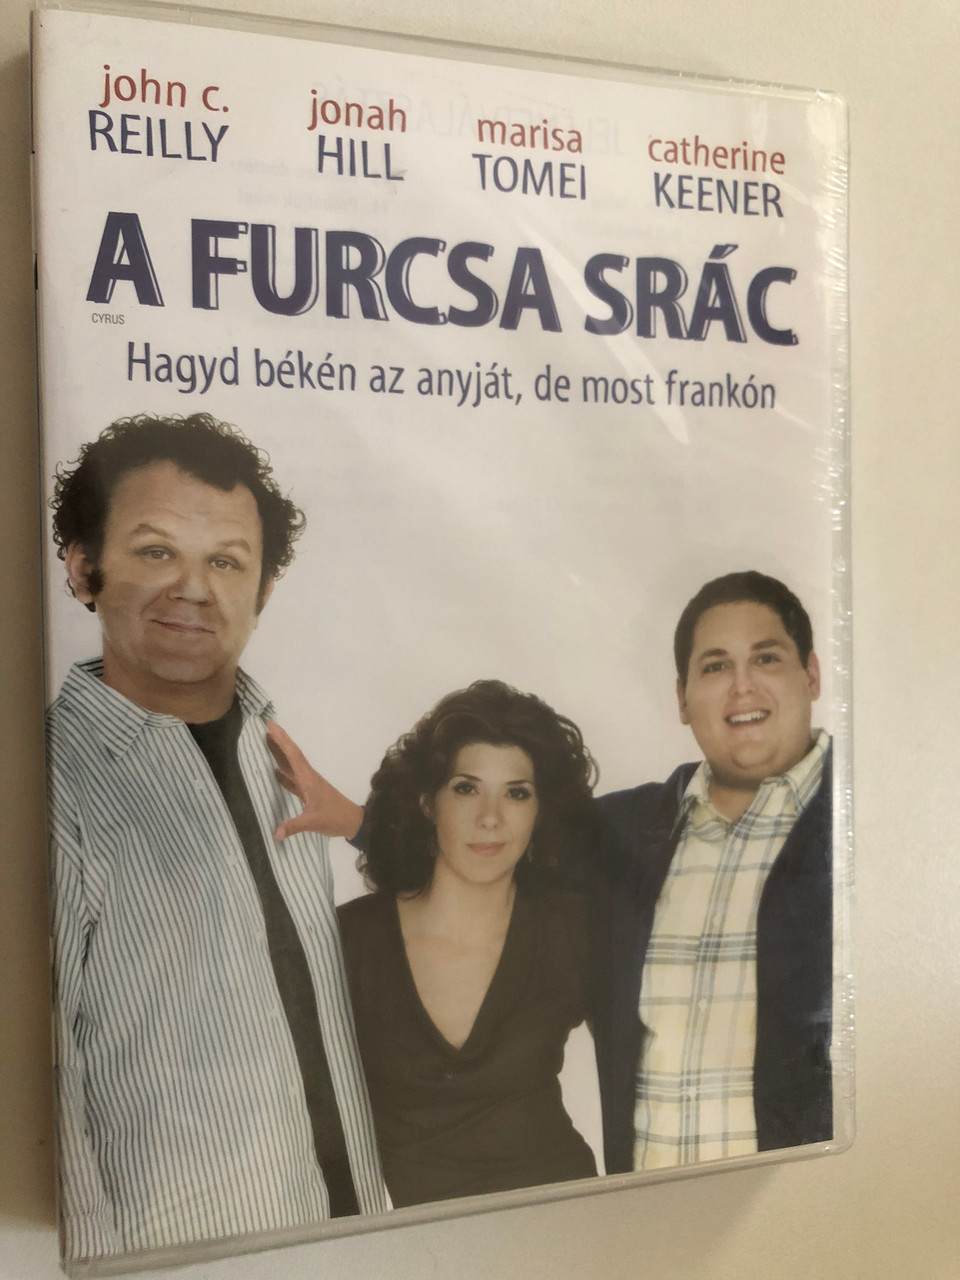 john c. jonah marisa catherine
REILLY HILL TOMEI KEENER
A FURCSA SRÁC
CYRUS
Hagyd békén az anyját, de most frankón